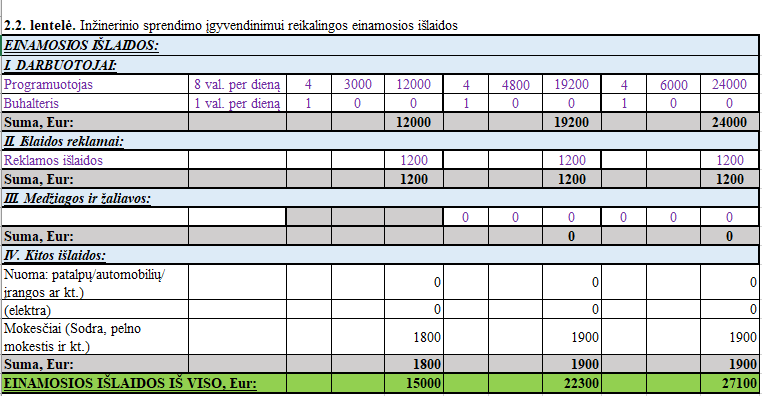 2.2. lentelė. Inžinerinio sprendimo įgyvendinimui reikalingos einamosios išlaidos
EINAMOSIOS IŠLAIDOS:
I. DARBUOTOJAI:
Programuotojas 8 val. per dieną 4 3000 12000 4 4800 19200 4 6000 24000
Buhalteris 1 val. per dieną 1 0 0 1 0 0 1 0 0
Suma, Eur: 12000 19200 24000
II. Išlaidos reklamai:
Reklamos išlaidos 1200 1200 1200
Suma, Eur: 1200 1200 1200
III. Medžiagos ir žaliavos:
0 0 0 0 0 0
Suma, Eur: 0 0
IV. Kitos išlaidos:
Nuoma: patalpų/automobilių/
įrangos ar kt.) 0 0 0
(elektra) 0 0 0
Mokesčiai (Sodra, pelno
mokestis ir kt.) 1800 1900 1900
Suma, Eur: 1800 1900 1900
EINAMOSIOS IŠLAIDOS IŠ VISO, Eur: 15000 22300 27100